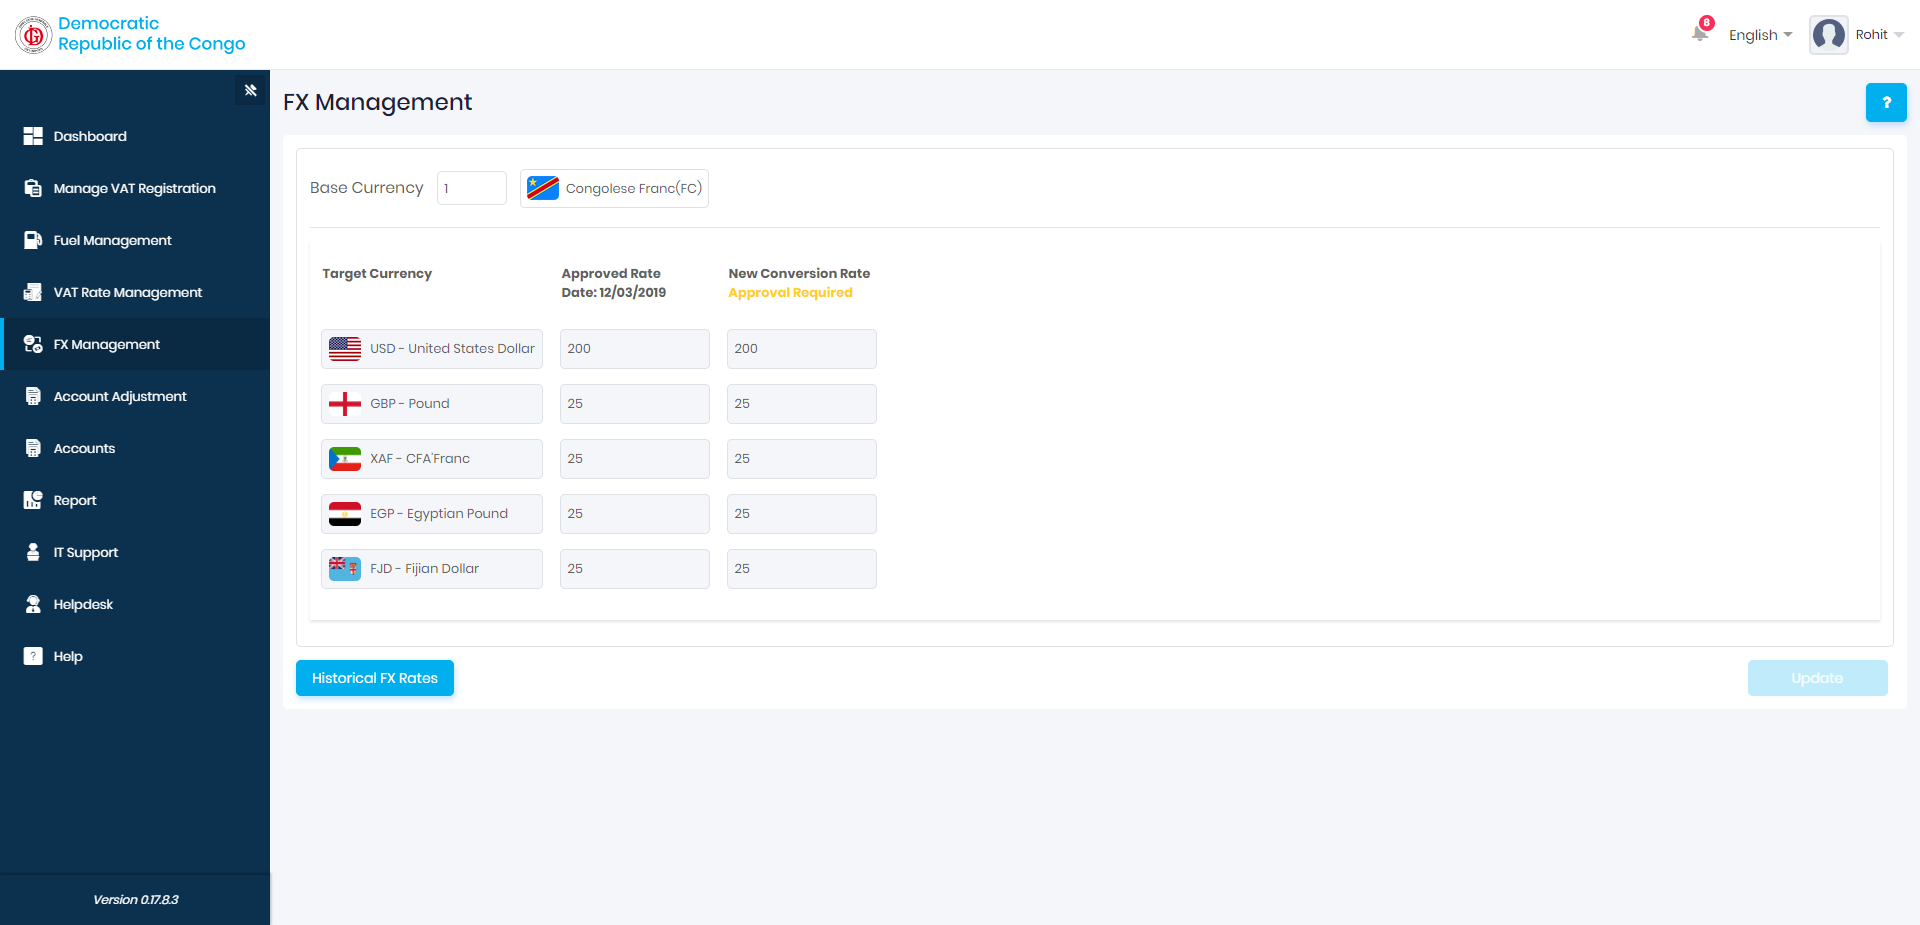 Democratic
Republic of the Congo
8
English
Rohit
Dashboard
Manage VAT Registration
Fuel Management
VAT Rate Management
FX Management
Account Adjustment
Accounts
Report
IT Support
Helpdesk
? Help
Version 0.17.8.3
FX Management
?
Base Currency 1 Congolese Franc(FC)
Target Currency Approved Rate New Conversion Rate
Date: 12/03/2019 Approval Required
USD - United States Dollar 200 200
GBP - Pound 25 25
XAF - CFA'Franc 25 25
EGP - Egyptian Pound 25 25
FJD - Fijian Dollar 25 25
Historical FX Rates
Update